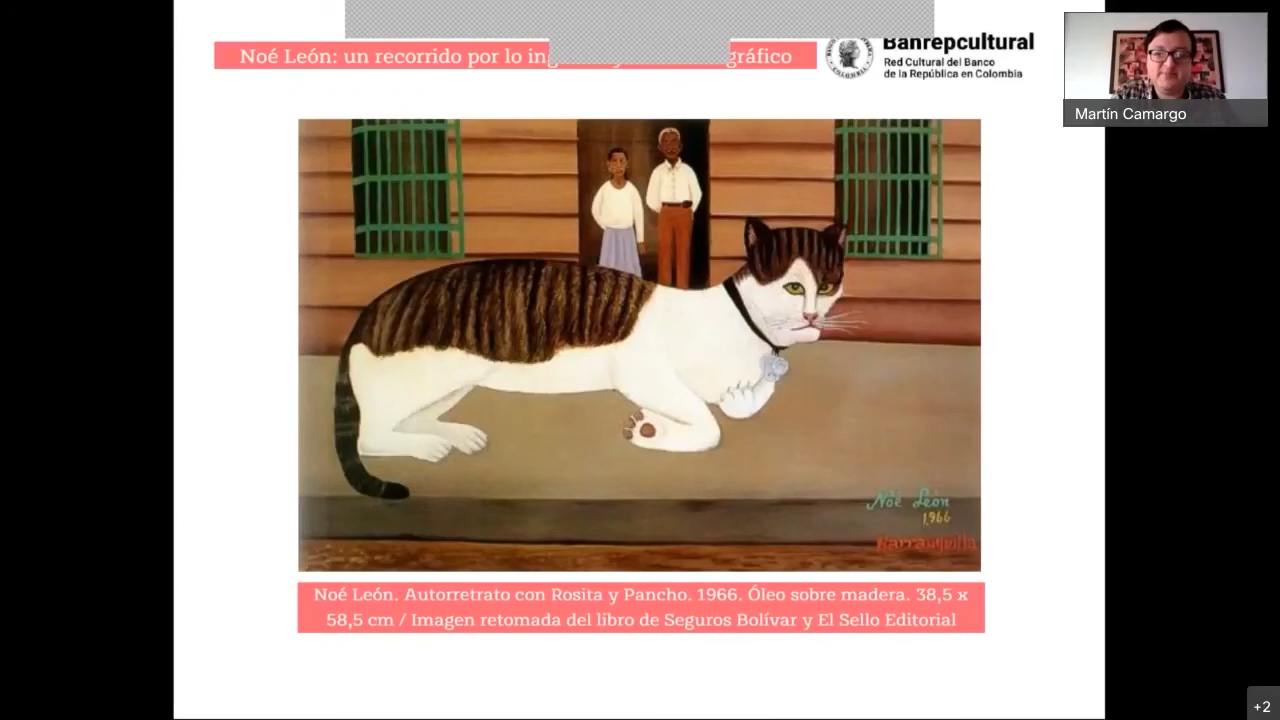 Noé León: un recorrido por lo
gráfico
Banrepcultural
Red Cultural del Banco
de la República en Colombia
Martín Camargo
Noé León
1966
Barranquilla
Noé León. Autorretrato con Rosita y Pancho. 1966. Óleo sobre madera. 38,5 x
58,5 cm / Imagen retomada del libro de Seguros Bolívar y El Sello Editorial
+2